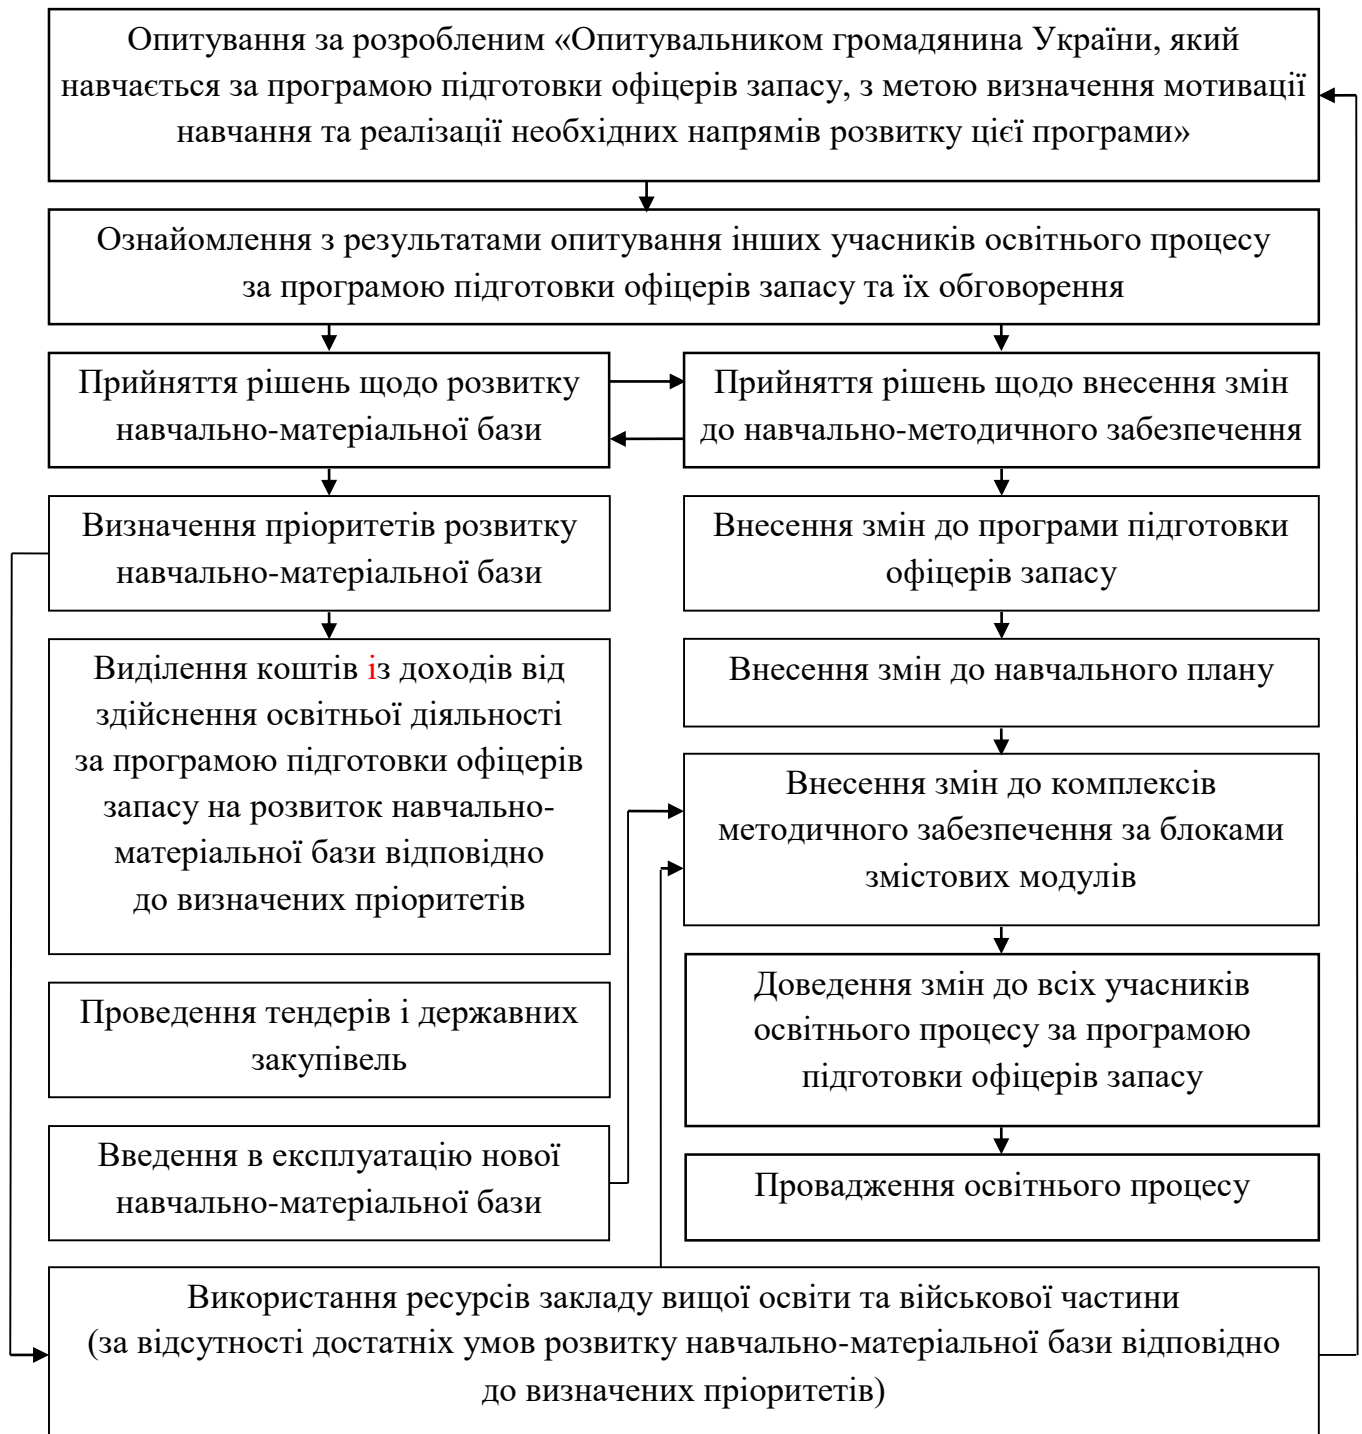 Опитування за розробленим «Опитувальником громадянина України, який
навчається за програмою підготовки офіцерів запасу, з метою визначення мотивації
навчання та реалізації необхідних напрямів розвитку цієї програми»
Ознайомлення з результатами опитування інших учасників освітнього процесу
за програмою підготовки офіцерів запасу та їх обговорення
Прийняття рішень щодо розвитку
навчально-матеріальної бази
Прийняття рішень щодо внесення змін
до навчально-методичного забезпечення
Визначення пріоритетів розвитку
навчально-матеріальної бази
Внесення змін до програми підготовки
офіцерів запасу
Виділення коштів із доходів від
здійснення освітньої діяльності
за програмою підготовки офіцерів
запасу на розвиток навчально-
матеріальної бази відповідно
до визначених пріоритетів
Внесення змін до навчального плану
Внесення змін до комплексів
методичного забезпечення за блоками
змістових модулів
Проведення тендерів і державних
закупівель
Доведення змін до всіх учасників
освітнього процесу за програмою
підготовки офіцерів запасу
Введення в експлуатацію нової
навчально-матеріальної бази
Провадження освітнього процесу
Використання ресурсів закладу вищої освіти та військової частини
(за відсутності достатніх умов розвитку навчально-матеріальної бази відповідно
до визначених пріоритетів)